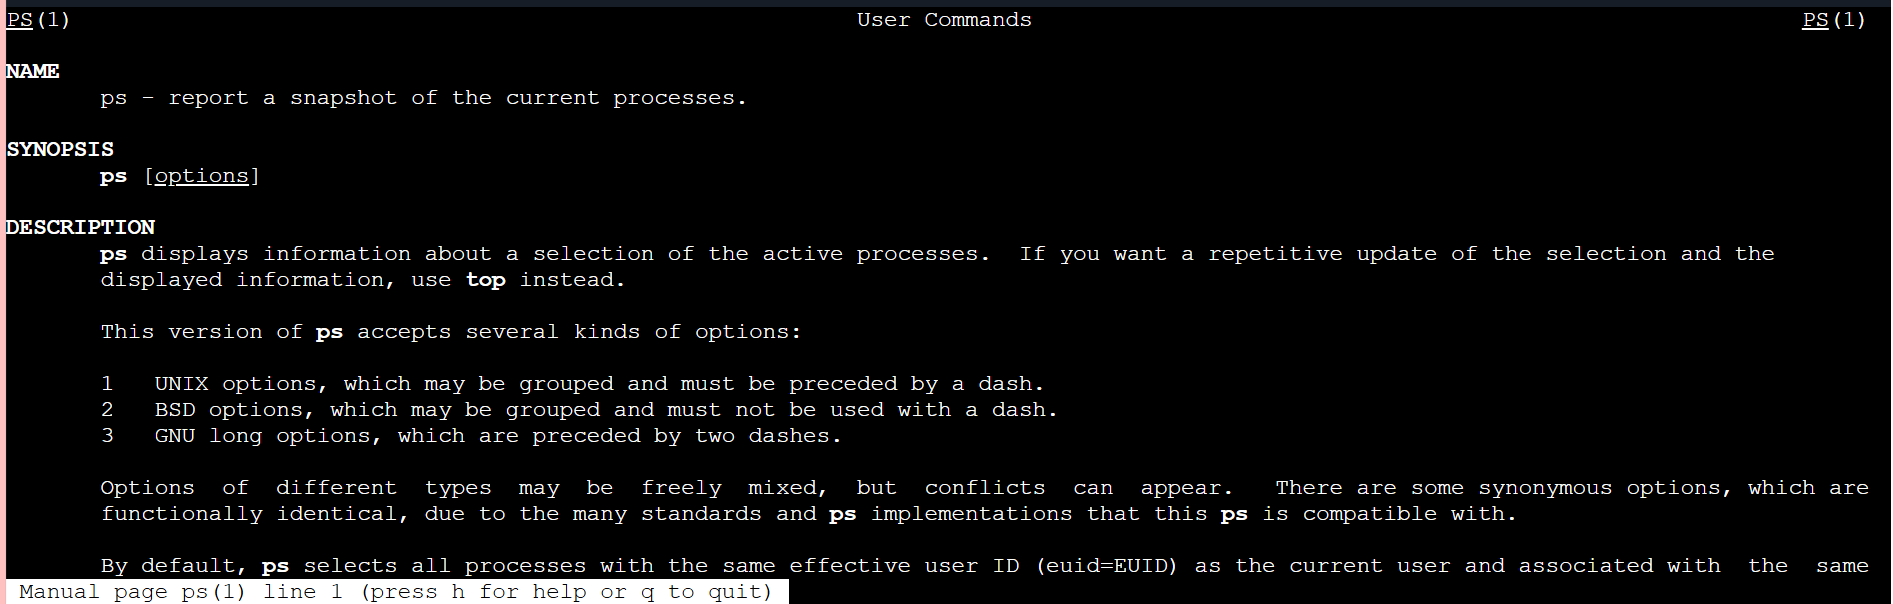 PS(1) User Commands PS(1)
NAME
ps - report a snapshot of the current processes.
SYNOPSIS
ps [options]
DESCRIPTION
ps displays information about a selection of the active processes. If you want a repetitive update of the selection and the
displayed information, use top instead.
This version of ps accepts several kinds of options:
1 UNIX options, which may be grouped and must be preceded by a dash.
2 BSD options, which may be grouped and must not be used with a dash.
3 GNU long options, which are preceded by two dashes.
Options of different types may be freely mixed, but conflicts can appear. There are some synonymous options, which are
functionally identical, due to the many standards and ps implementations that this ps is compatible with.
By default, ps selects all processes with the same effective user ID (euid=EUID) as the current user and associated with the same
Manual page ps(1) line 1 (press h for help or q to quit)